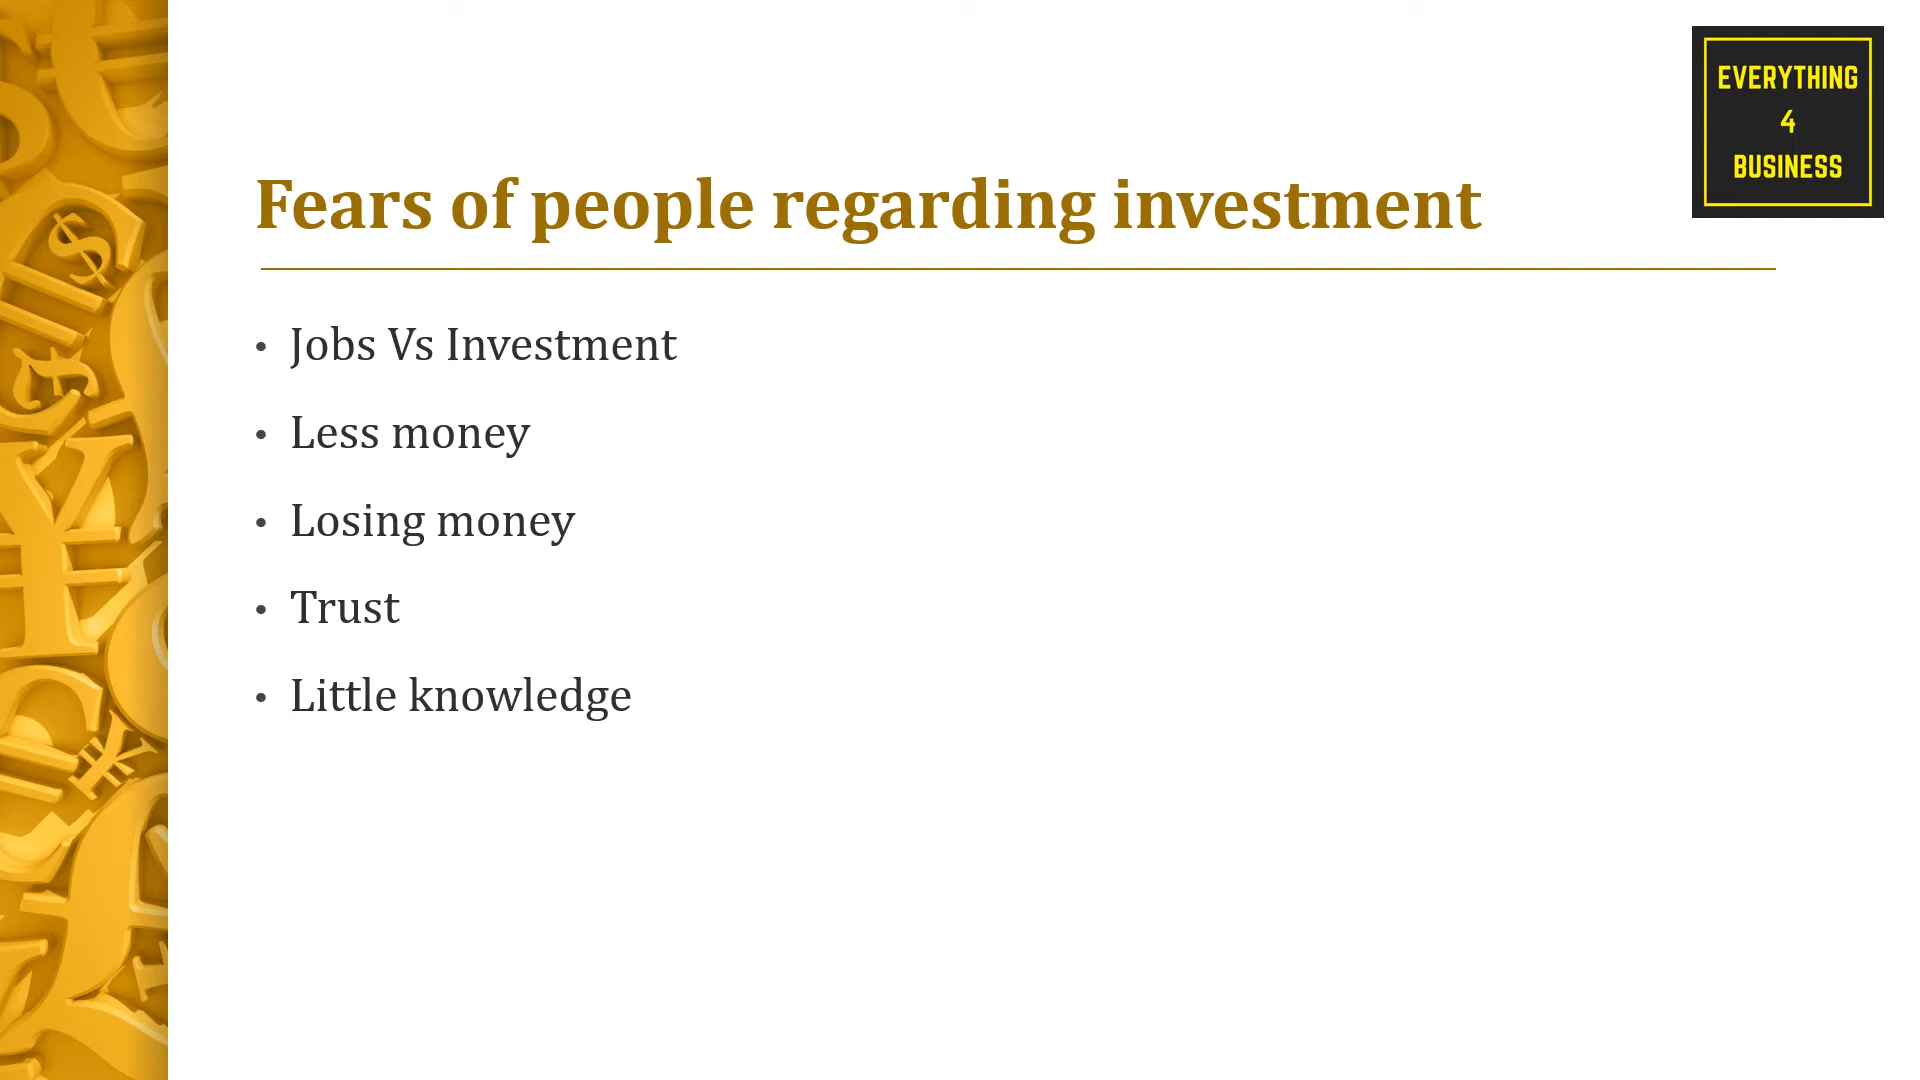 EVERYTHING
4
BUSINESS
Fears of people regarding investment
• Jobs Vs Investment
• Less money
• Losing money
• Trust
• Little knowledge